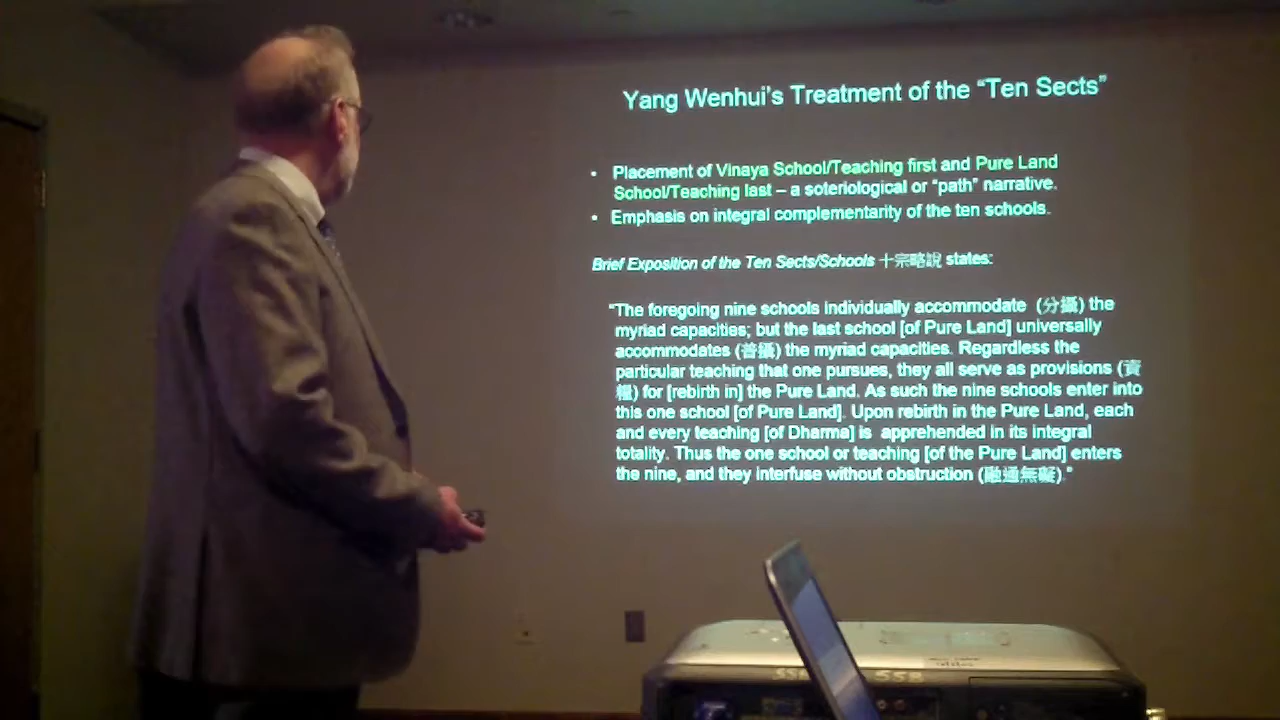 Yang Wenhui's Treatment of the “Ten Sects”
• Placement of Vinaya School/Teaching first and Pure Land
School/Teaching last – a soteriological or “path” narrative.
• Emphasis on integral complementarity of the ten schools.
Brief Exposition of the Ten Sects/Schools 十宗略說 states:
“The foregoing nine schools individually accommodate (分攝) the
myriad capacities; but the last school [of Pure Land] universally
accommodates (普攝) the myriad capacities. Regardless the
particular teaching that one pursues, they all serve as provisions (資
糧) for [rebirth in] the Pure Land. As such the nine schools enter into
this one school [of Pure Land]. Upon rebirth in the Pure Land, each
and every teaching [of Dharma] is apprehended in its integral
totality. Thus the one school or teaching [of the Pure Land] enters
the nine, and they interfuse without obstruction (融通無礙).”
SSB